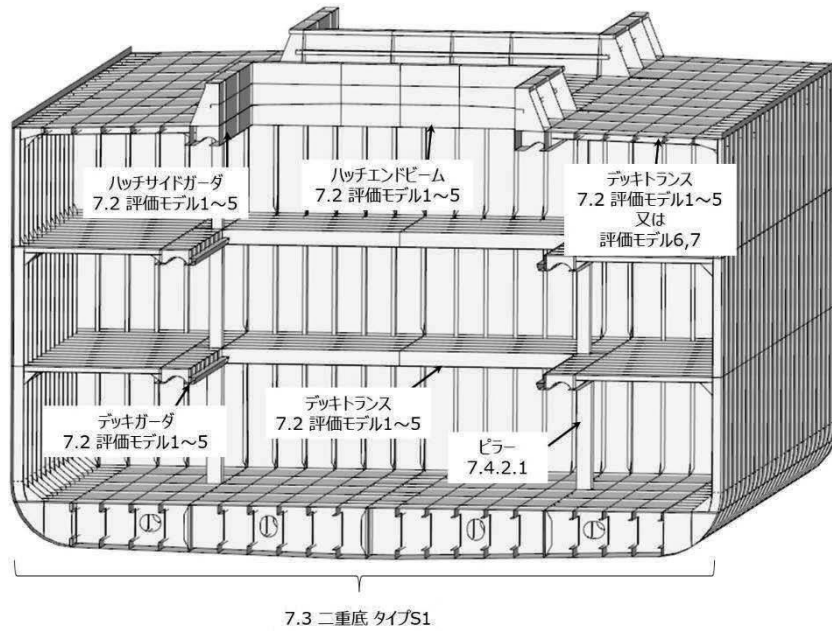 ハッチサイドガーダ
7.2 評価モデル1～5
ハッチエンドビーム
7.2 評価モデル1～5
デッキトランス
7.2 評価モデル1～5
又は
評価モデル6,7
デッキガーダ
7.2 評価モデル1～5
デッキトランス
7.2 評価モデル1～5
ピラー
7.4.2.1
7.3 二重底 タイプS1